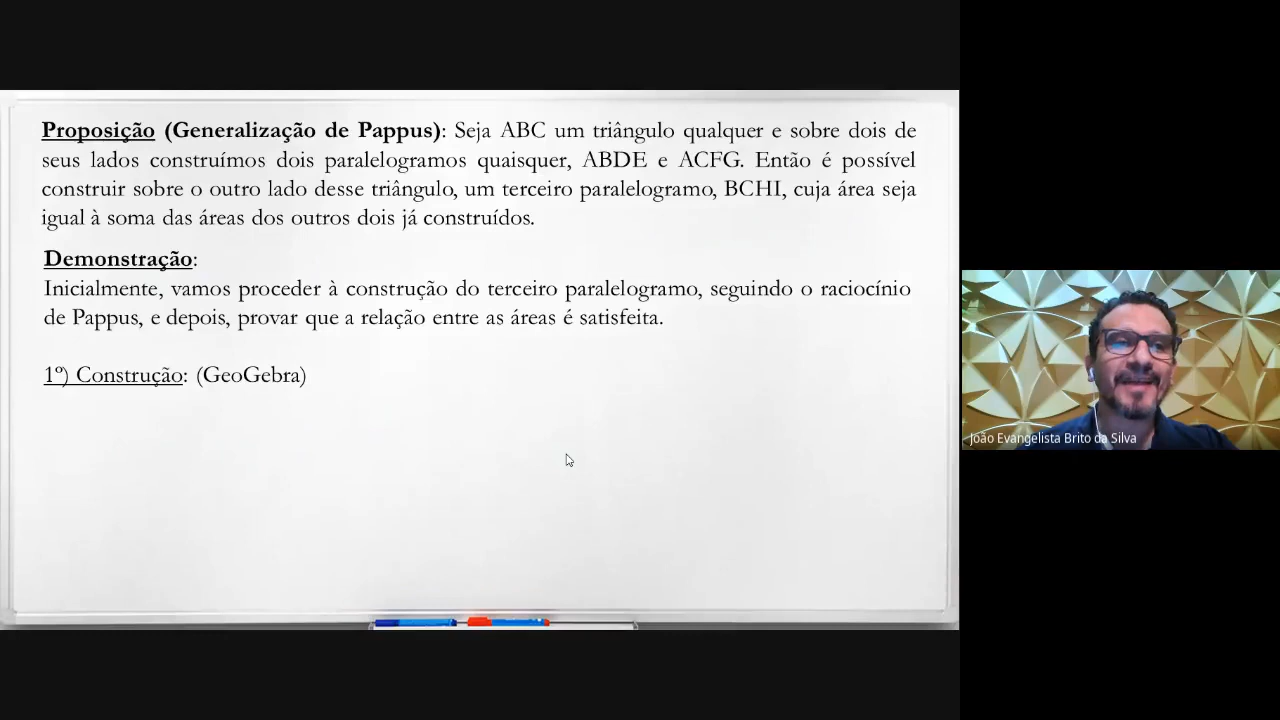 Proposição (Generalização de Pappus): Seja ABC um triângulo qualquer e sobre dois de
seus lados construímos dois paralelogramos quaisquer, ABDE e ACFG. Então é possível
construir sobre o outro lado desse triângulo, um terceiro paralelogramo, BCHI, cuja área seja
igual à soma das áreas dos outros dois já construídos.
Demonstração:
Inicialmente, vamos proceder à construção do terceiro paralelogramo, seguindo o raciocínio
de Pappus, e depois, provar que a relação entre as áreas é satisfeita.
1º) Construção: (GeoGebra)
João Evangelista Brito da Silva